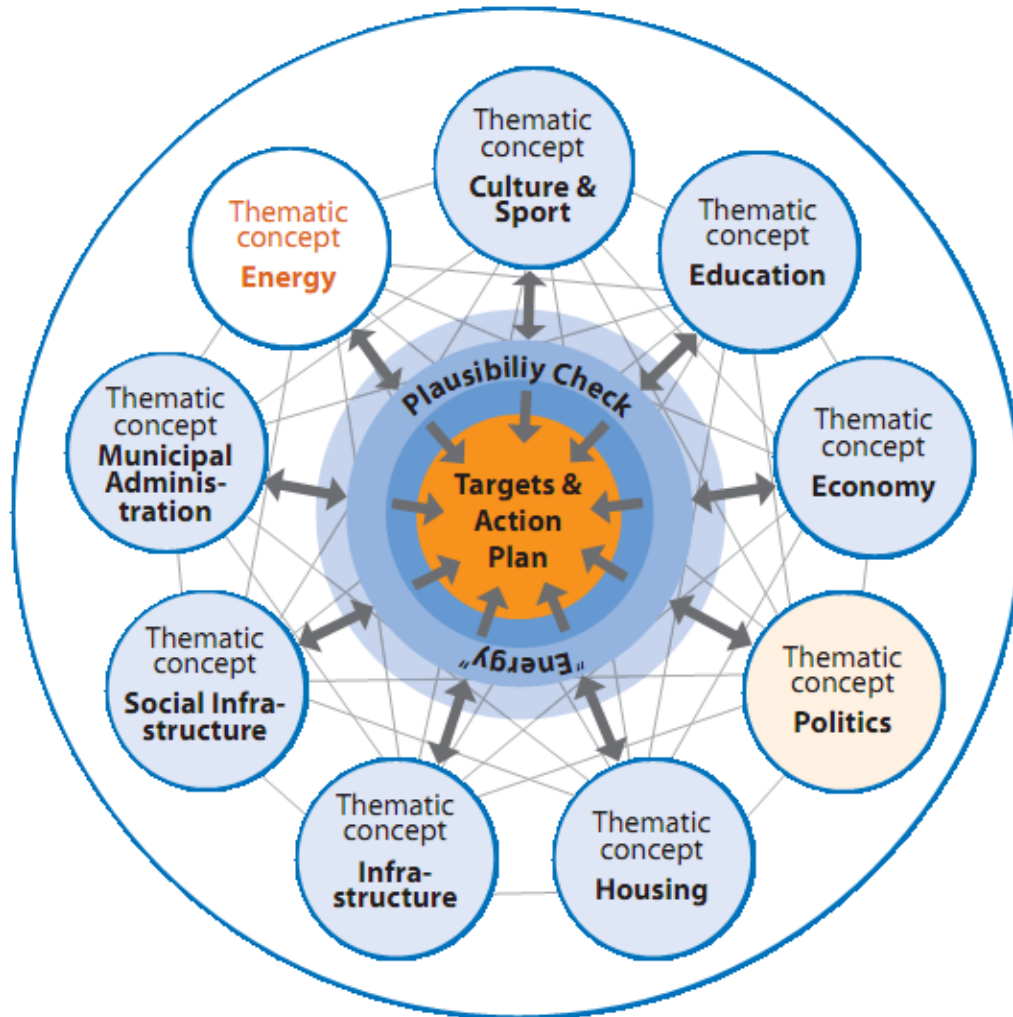 Thematic
concept
Culture &
Sport
Thematic
concept
Education
Thematic
concept
Economy
Thematic
concept
Politics
Thematic
concept
Housing
Thematic
concept
Infra-
structure
Thematic
concept
Social Infra-
structure
Thematic
concept
Municipal
Adminis-
tration
Thematic
concept
Energy
Plausibiliy Check
"Energy"
Targets &
Action
Plan